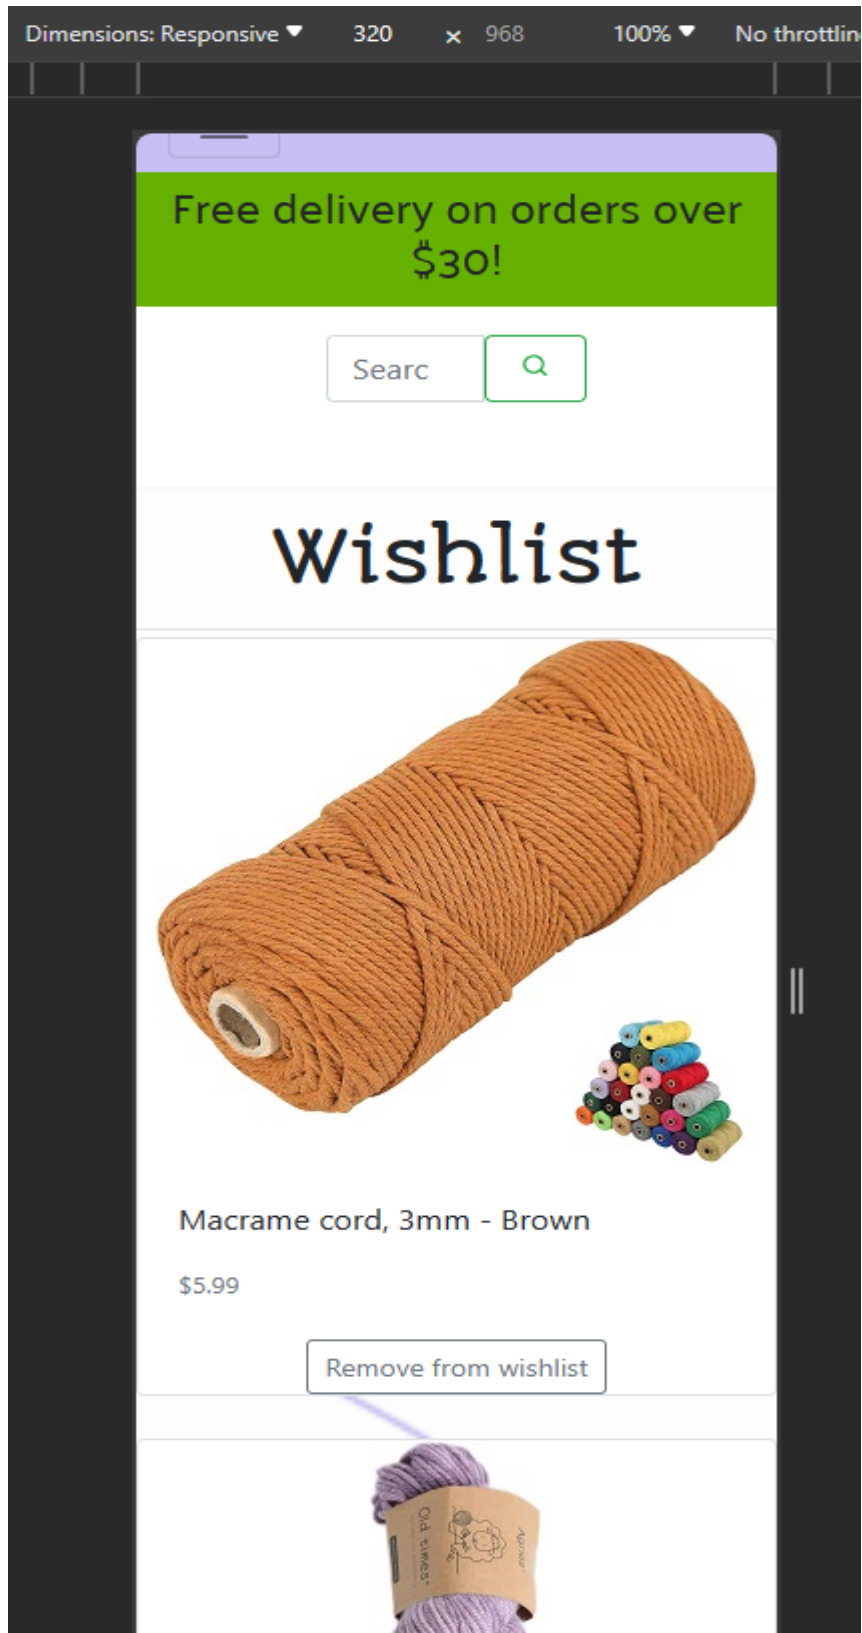 Dimensions: Responsive 320 × 968 100% No throttlin
Free delivery on orders over
$30!
Searc
Wishlist
Macrame cord, 3mm - Brown
$5.99
Remove from wishlist
Old times